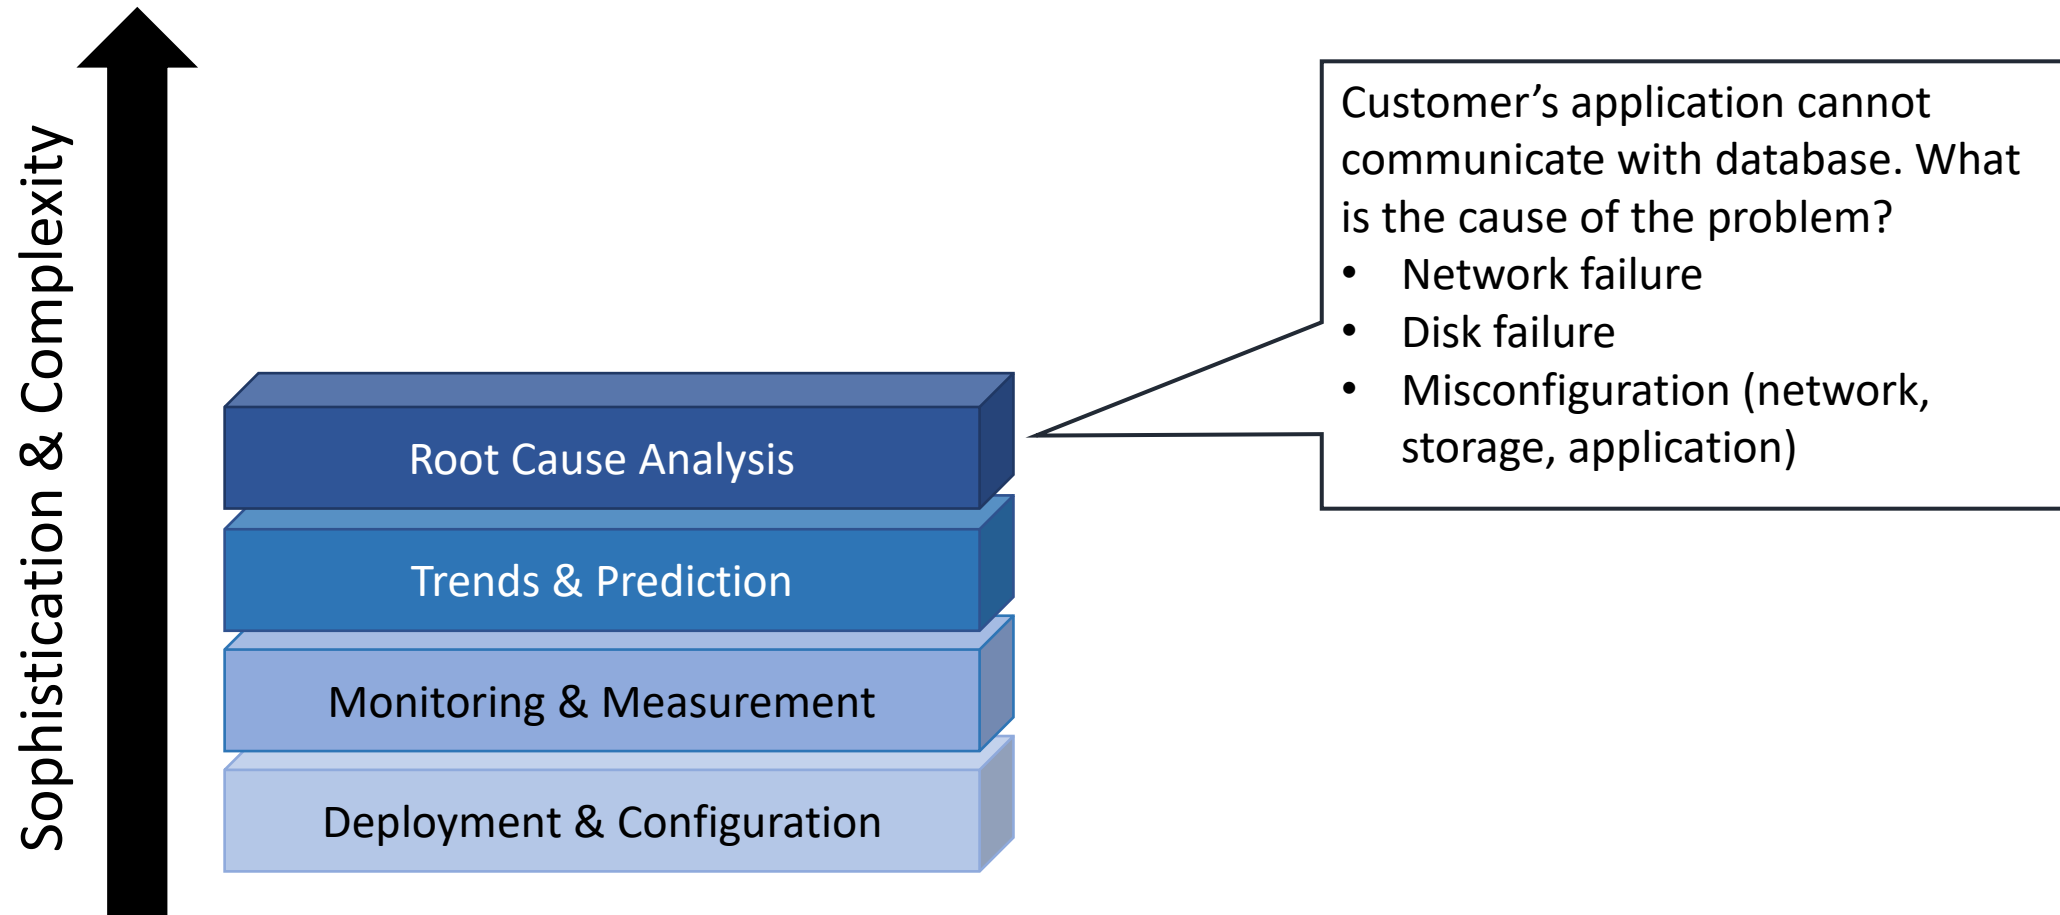 Sophistication & Complexity
Customer’s application cannot
communicate with database. What
is the cause of the problem?
• Network failure
• Disk failure
• Misconfiguration (network,
storage, application)
Root Cause Analysis
Trends & Prediction
Monitoring & Measurement
Deployment & Configuration